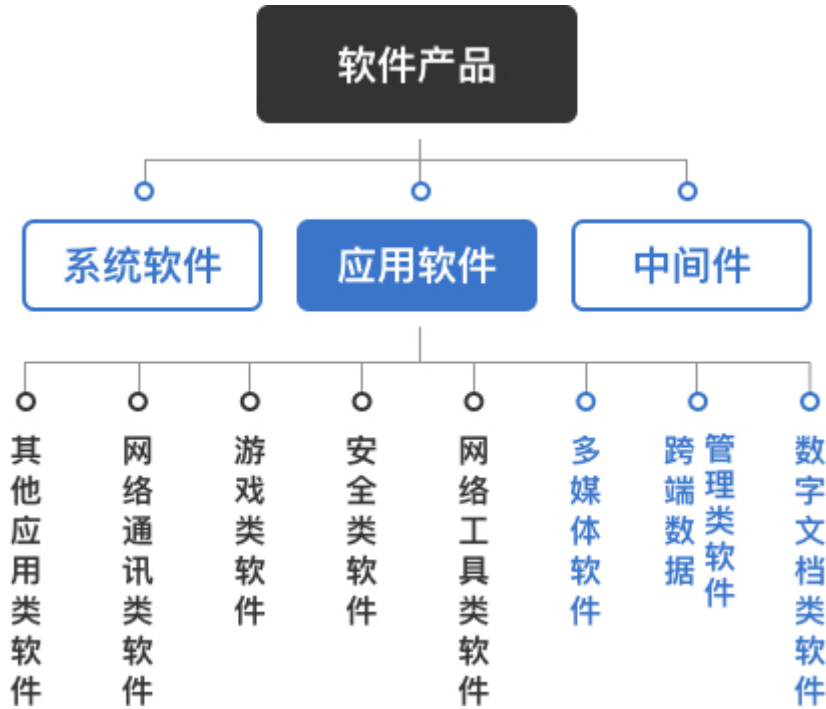 软件产品
系统软件
应用软件
中间件
其他应用类软件
网络通讯类软件
游戏类软件
安全类软件
网络工具类软件
多媒体软件
跨端数据
管理类软件
数字文档类软件